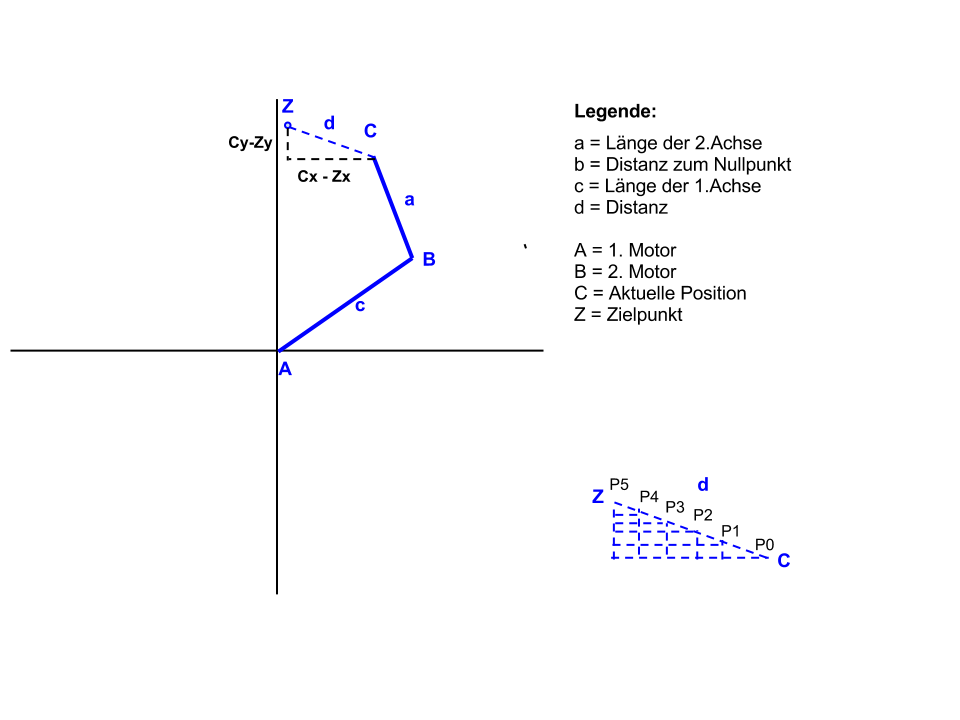 Z
d
C
Cy-Zy
Cx - Zx
a
B
c
A
Legende:
a = Länge der 2.Achse
b = Distanz zum Nullpunkt
c = Länge der 1.Achse
d = Distanz
A = 1. Motor
B = 2. Motor
C = Aktuelle Position
Z = Zielpunkt
P5
d
Z
P4
P3
P2
P1
P0
C